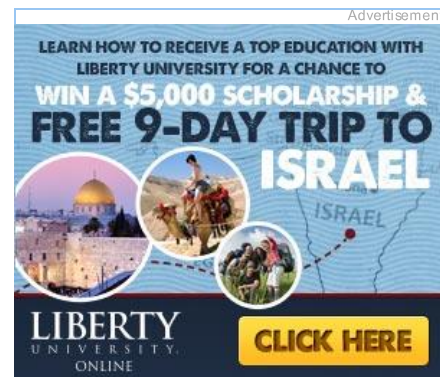 Advertisemen
LEARN HOW TO RECEIVE A TOP EDUCATION WITH
LIBERTY UNIVERSITY FOR A CHANCE TO
WIN A $5,000 SCHOLARSHIP &
FREE 9-DAY TRIP TO
ISRAEL
ISRAEL
LIBERTY
UNIVERSITY.
ONLINE
CLICK HERE